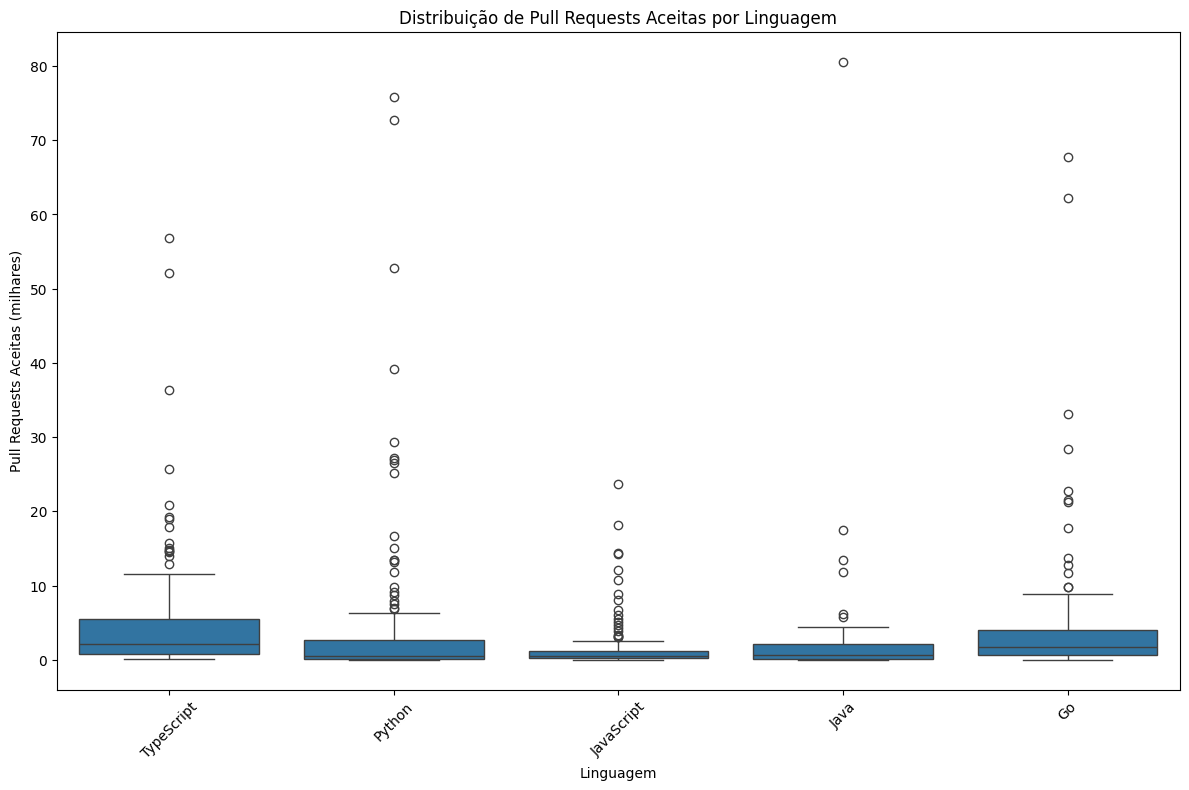 Distribuição de Pull Requests Aceitas por Linguagem
Pull Requests Aceitas (milhares)
80
70
60
50
40
30
20
10
0
TypeScript
Python
JavaScript
Java
Go
Linguagem